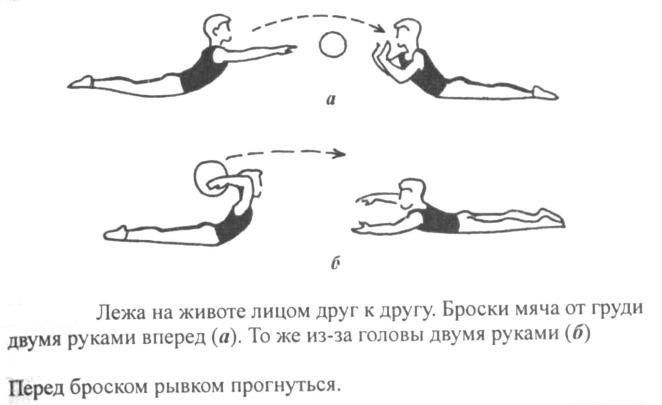 а
б
Лежа на животе лицом друг к другу. Броски мяча от груди
двумя руками вперед (а). То же из-за головы двумя руками (б)
Перед броском рывком прогнуться.